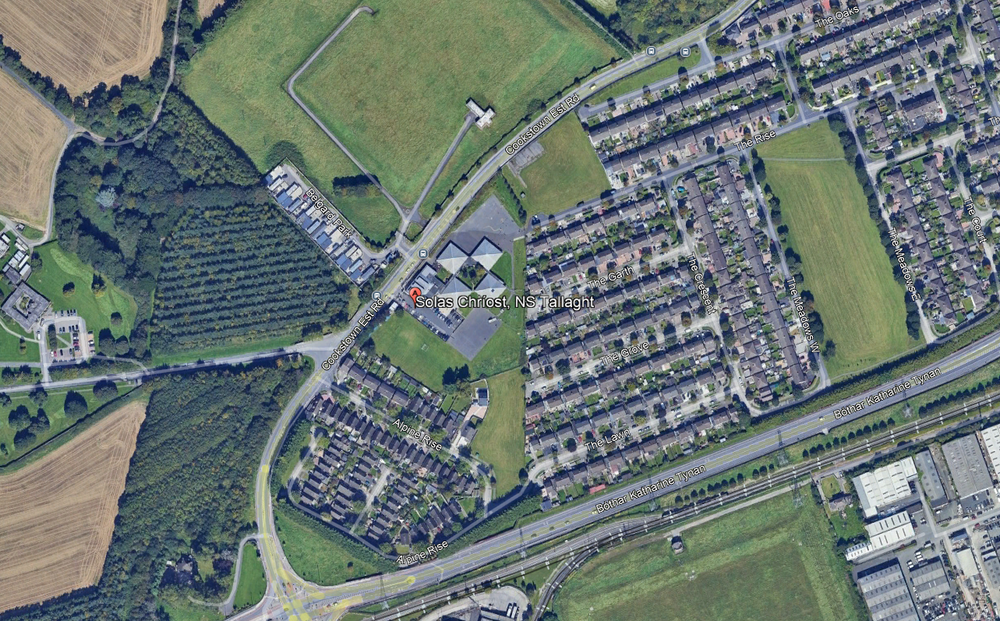 The Oaks
Cookstown Est Rd
The Rise
The
Belgard Park
The Court
The Meadows E
The Garth
The Crescent
A
Solas Chríost, NS Tallaght
The Meadows W
Cookstown Est Rd
The Grove
Bóthar Katharine Tynan
Alpine Rise
The Lawn
Bóthar Katharine Tynan
Alpine Rise